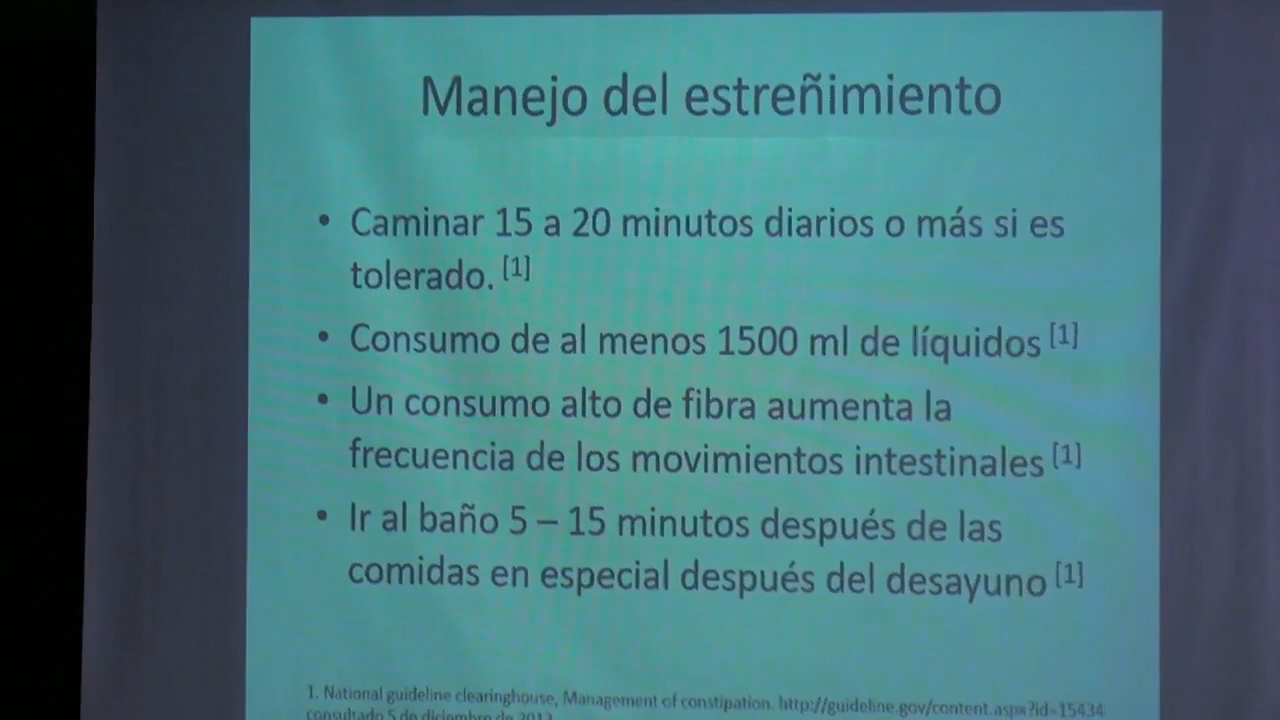 Manejo del estreñimiento
• Caminar 15 a 20 minutos diarios o más si es
tolerado. [1]
• Consumo de al menos 1500 ml de líquidos [1]
• Un consumo alto de fibra aumenta la
frecuencia de los movimientos intestinales [1]
• Ir al baño 5 – 15 minutos después de las
comidas en especial después del desayuno [1]
1. National guideline clearinghouse, Management of constipation. http://guideline.gov/content.aspx?id=15434
consultado 5 de diciembre de